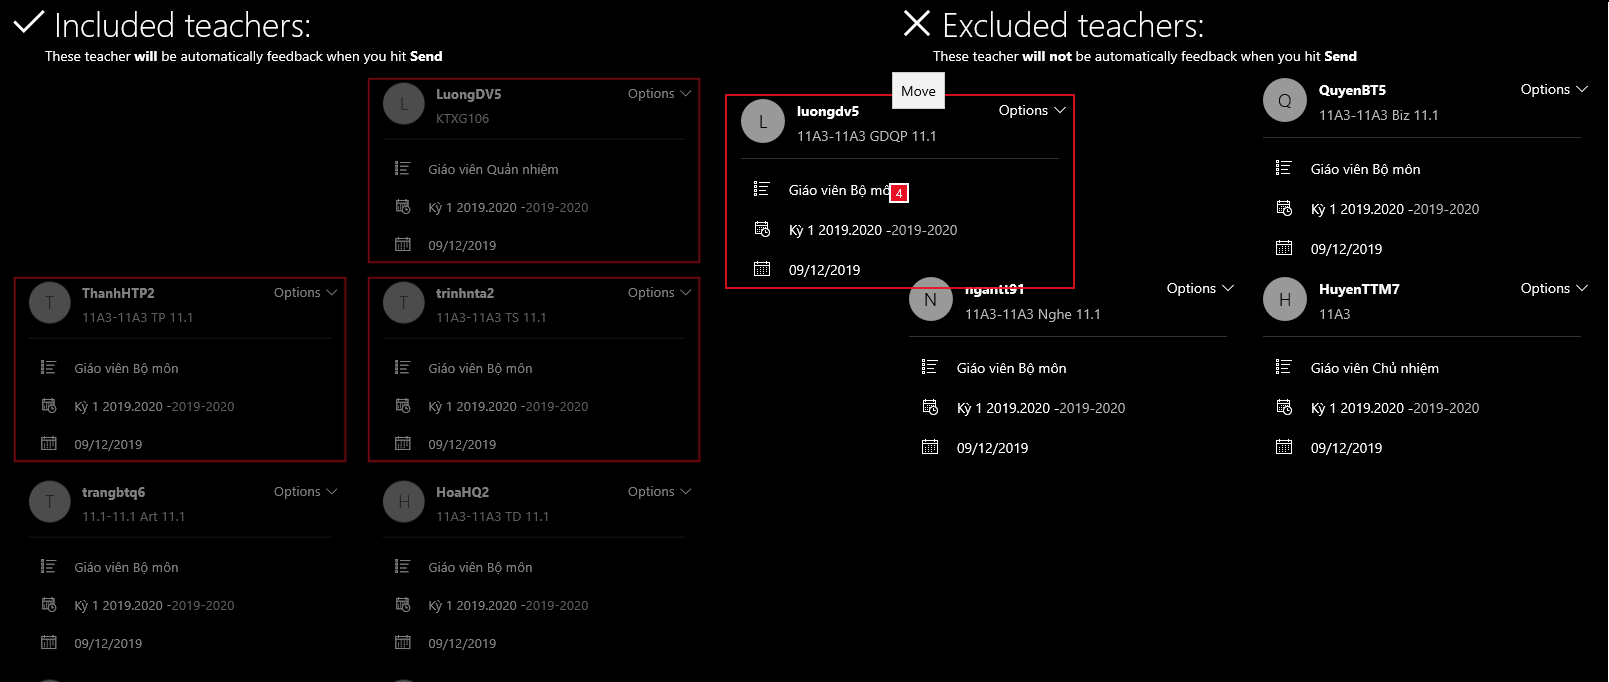 Included teachers:
These teacher will be automatically feedback when you hit Send
L
LuongDV5
Options
KTXG106
Giáo viên Quản nhiệm
Kỳ 1 2019.2020 -2019-2020
09/12/2019
T
ThanhHTP2
Options
11A3-11A3 TP 11.1
Giáo viên Bộ môn
Kỳ 1 2019.2020 -2019-2020
09/12/2019
T
trinhnta2
Options
11A3-11A3 TS 11.1
Giáo viên Bộ môn
Kỳ 1 2019.2020 -2019-2020
09/12/2019
T
trangbtq6
Options
11.1-11.1 Art 11.1
Giáo viên Bộ môn
Kỳ 1 2019.2020 -2019-2020
09/12/2019
H
HoaHQ2
Options
11A3-11A3 TD 11.1
Giáo viên Bộ môn
Kỳ 1 2019.2020 -2019-2020
09/12/2019
Move
L
luongdv5
Options
11A3-11A3 GDQP 11.1
Giáo viên Bộ mô
4
Kỳ 1 2019.2020 -2019-2020
09/12/2019
Excluded teachers:
These teacher will not be automatically feedback when you hit Send
Q
QuyenBT5
Options
11A3-11A3 Biz 11.1
Giáo viên Bộ môn
Kỳ 1 2019.2020 -2019-2020
09/12/2019
N
ngantt91
Options
11A3-11A3 Nghe 11.1
Giáo viên Bộ môn
Kỳ 1 2019.2020 -2019-2020
09/12/2019
H
HuyenTTM7
Options
11A3
Giáo viên Chủ nhiệm
Kỳ 1 2019.2020 -2019-2020
09/12/2019